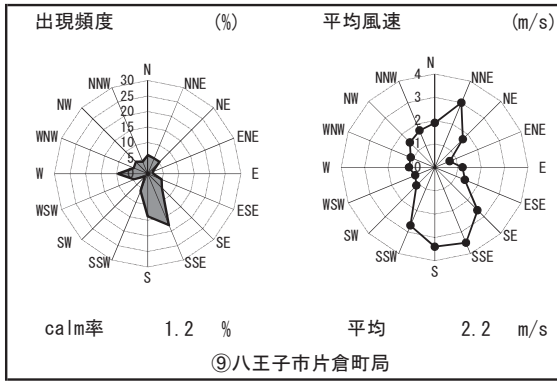 出現頻度 (%) 平均風速 (m/s)
N
NNE
NE
ENE
E
ESE
SE
SSE
S
SSW
SW
WSW
W
WNW
NW
NNW
30
25
20
15
10
5
0
N
NNE
NE
ENE
E
ESE
SE
SSE
S
SSW
SW
WSW
W
WNW
NW
NNW
4
3
2
1
0
calm率 1.2 % 平均 2.2 m/s
⑨八王子市片倉町局